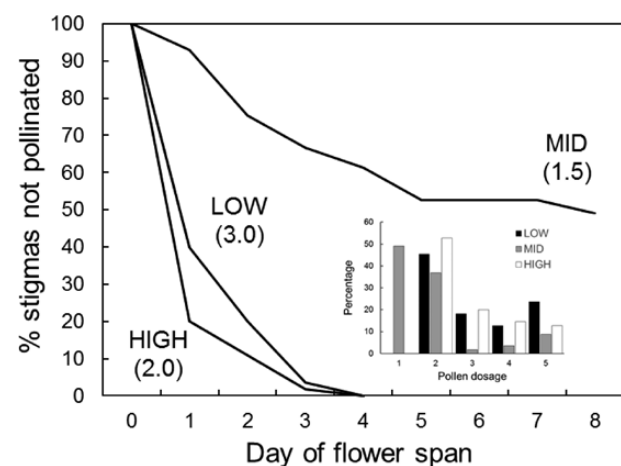 % stigmas not pollinated
100
90
80
70
60
50
40
30
20
10
0
MID
(1.5)
LOW
(3.0)
HIGH
(2.0)
Percentage
60
50
40
30
20
10
0
LOW
MID
HIGH
1 2 3 4 5
Pollen dosage
0 1 2 3 4 5 6 7 8
Day of flower span